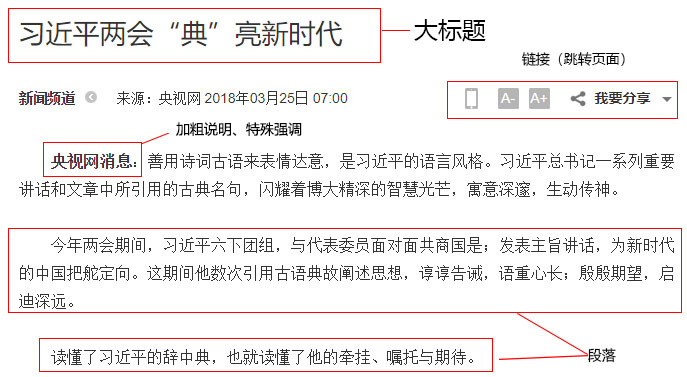 习近平两会“典”亮新时代
大标题
链接（跳转页面）
新闻频道 来源：央视网 2018年03月25日 07:00
A- A+ 我要分享
加粗说明、特殊强调
央视网消息：善用诗词古语来表情达意，是习近平的语言风格。习近平总书记一系列重要
讲话和文章中所引用的古典名句，闪耀着博大精深的智慧光芒，寓意深邃，生动传神。
今年两会期间，习近平六下团组，与代表委员面对面共商国是；发表主旨讲话，为新时代
的中国把舵定向。这期间他数次引用古语典故阐述思想，谆谆告诫，语重心长；殷殷期望，启
迪深远。
段落
读懂了习近平的辞中典，也就读懂了他的牵挂、嘱托与期待。